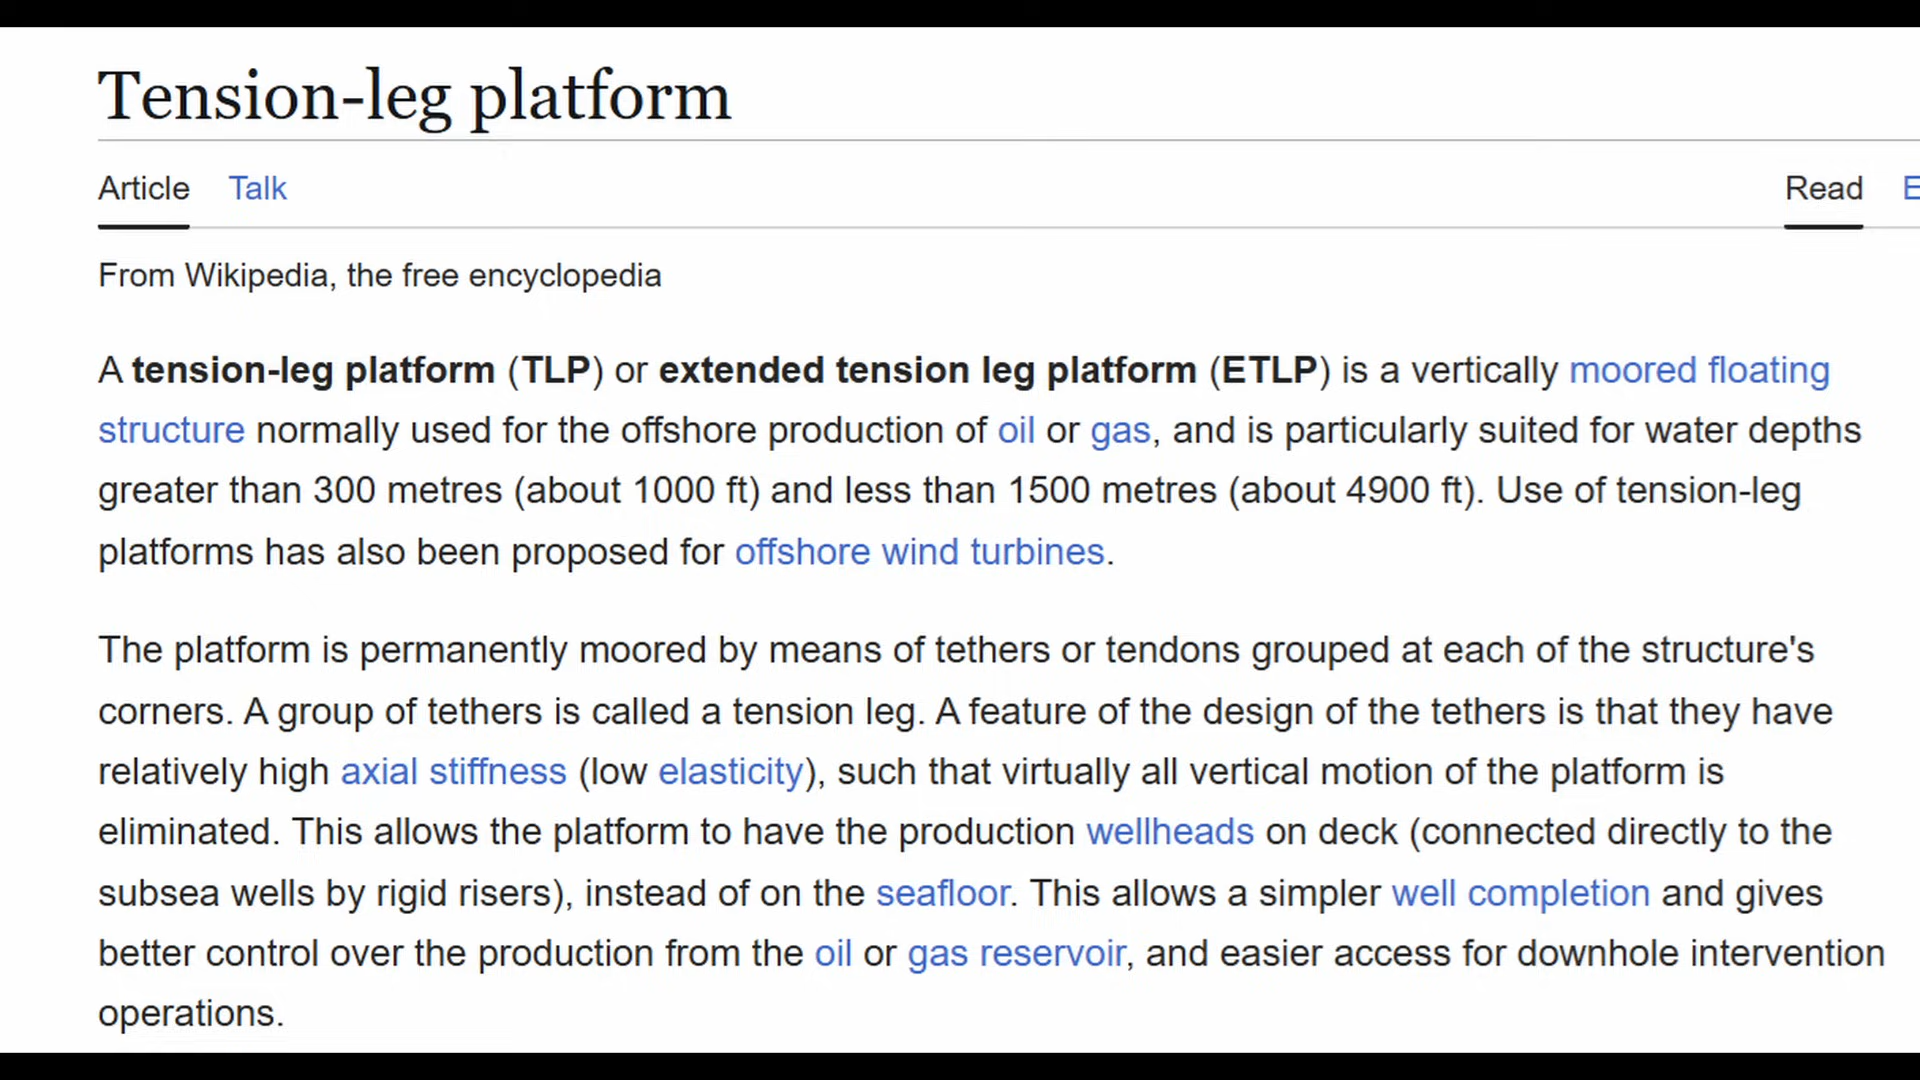 Tension-leg platform
Article Talk Read
From Wikipedia, the free encyclopedia
A tension-leg platform (TLP) or extended tension leg platform (ETLP) is a vertically moored floating
structure normally used for the offshore production of oil or gas, and is particularly suited for water depths
greater than 300 metres (about 1000 ft) and less than 1500 metres (about 4900 ft). Use of tension-leg
platforms has also been proposed for offshore wind turbines.
The platform is permanently moored by means of tethers or tendons grouped at each of the structure's
corners. A group of tethers is called a tension leg. A feature of the design of the tethers is that they have
relatively high axial stiffness (low elasticity), such that virtually all vertical motion of the platform is
eliminated. This allows the platform to have the production wellheads on deck (connected directly to the
subsea wells by rigid risers), instead of on the seafloor. This allows a simpler well completion and gives
better control over the production from the oil or gas reservoir, and easier access for downhole intervention
operations.